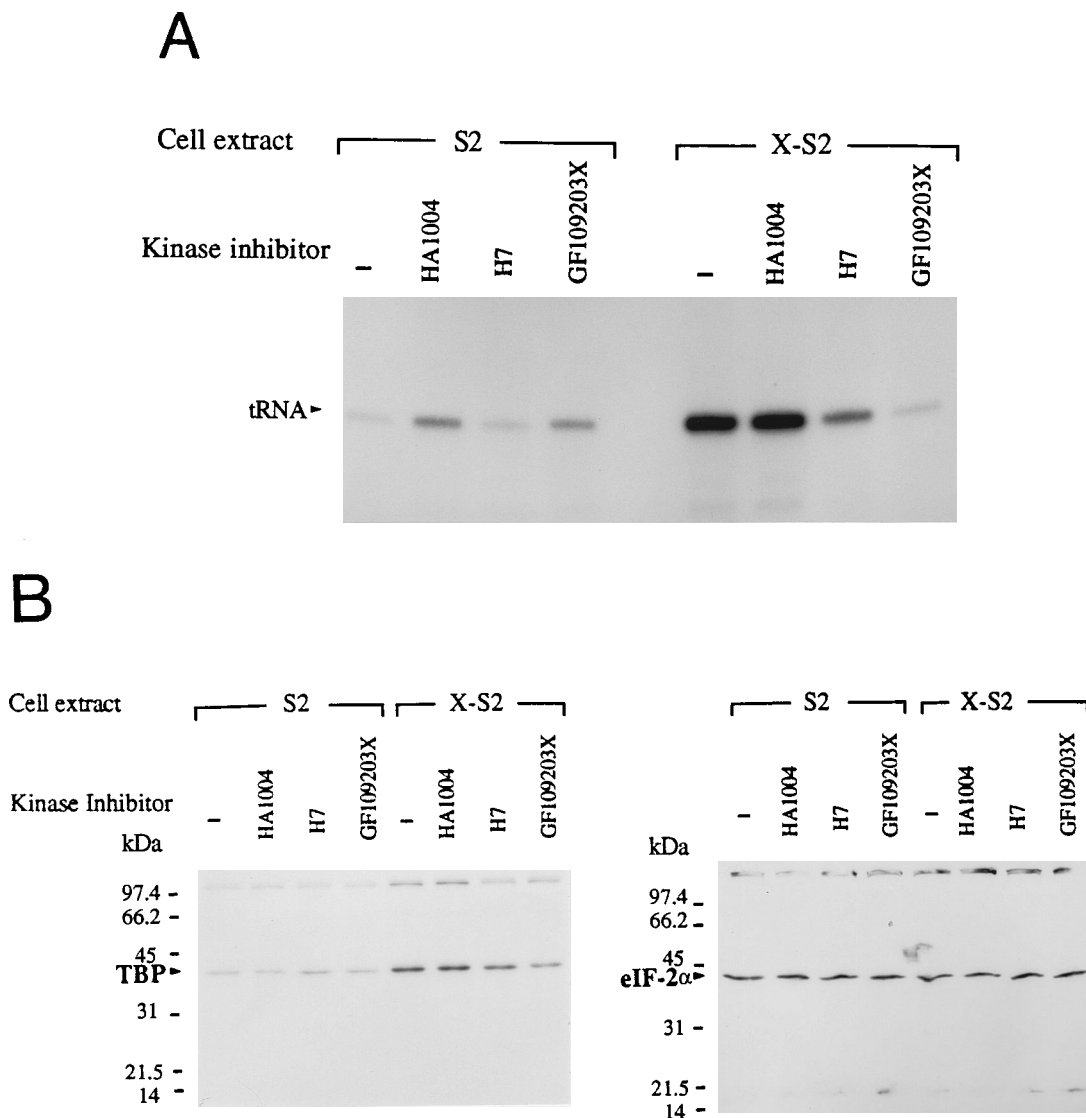 A
Cell extract S2 X-S2
Kinase inhibitor – HA1004 H7 GF109203X – HA1004 H7 GF109203X
tRNA
B
Cell extract S2 X-S2 S2 X-S2
Kinase Inhibitor – HA1004 H7 GF109203X – HA1004 H7 GF109203X – HA1004 H7 GF109203X – HA1004 H7 GF109203X
kDa
97.4
66.2
45
TBP
31
21.5
14
kDa
97.4
66.2
45
eIF-2α
31
21.5
14